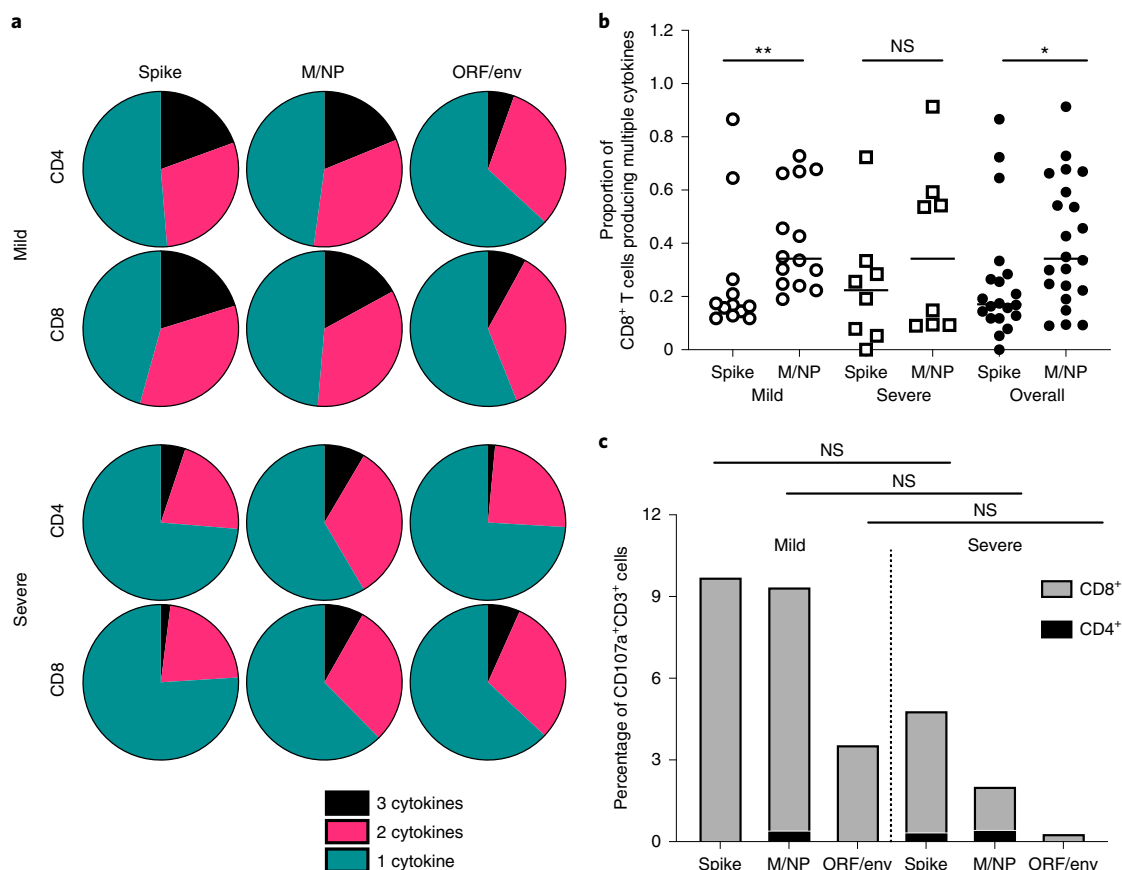 a
Spike M/NP ORF/env
Mild
CD4
CD8
Severe
CD4
CD8
3 cytokines
2 cytokines
1 cytokine
b
Proportion of
CD8+ T cells producing multiple cytokines
1.2
1.0
0.8
0.6
0.4
0.2
0
** NS *
Spike M/NP Spike M/NP Spike M/NP
Mild Severe Overall
c
NS
NS
NS
Percentage of CD107a+CD3+ cells
12
9
6
3
0
Mild Severe
CD8+
CD4+
Spike M/NP ORF/env Spike M/NP ORF/env